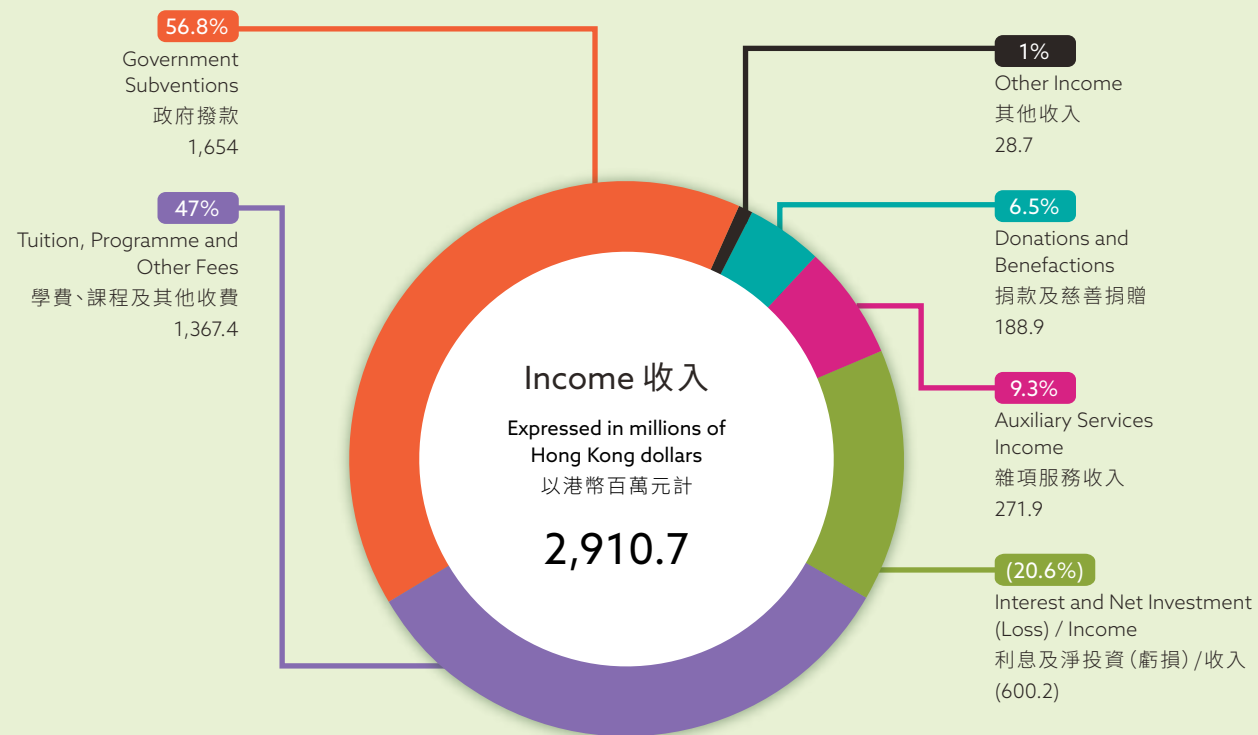 56.8%
Government
Subventions
政府撥款
1,654
47%
Tuition, Programme and
Other Fees
學費、課程及其他收費
1,367.4
Income 收入
Expressed in millions of
Hong Kong dollars
以港幣百萬元計
2,910.7
1%
Other Income
其他收入
28.7
6.5%
Donations and
Benefactions
捐款及慈善捐贈
188.9
9.3%
Auxiliary Services
Income
雜項服務收入
271.9
(20.6%)
Interest and Net Investment
(Loss) / Income
利息及淨投資(虧損)/收入
(600.2)